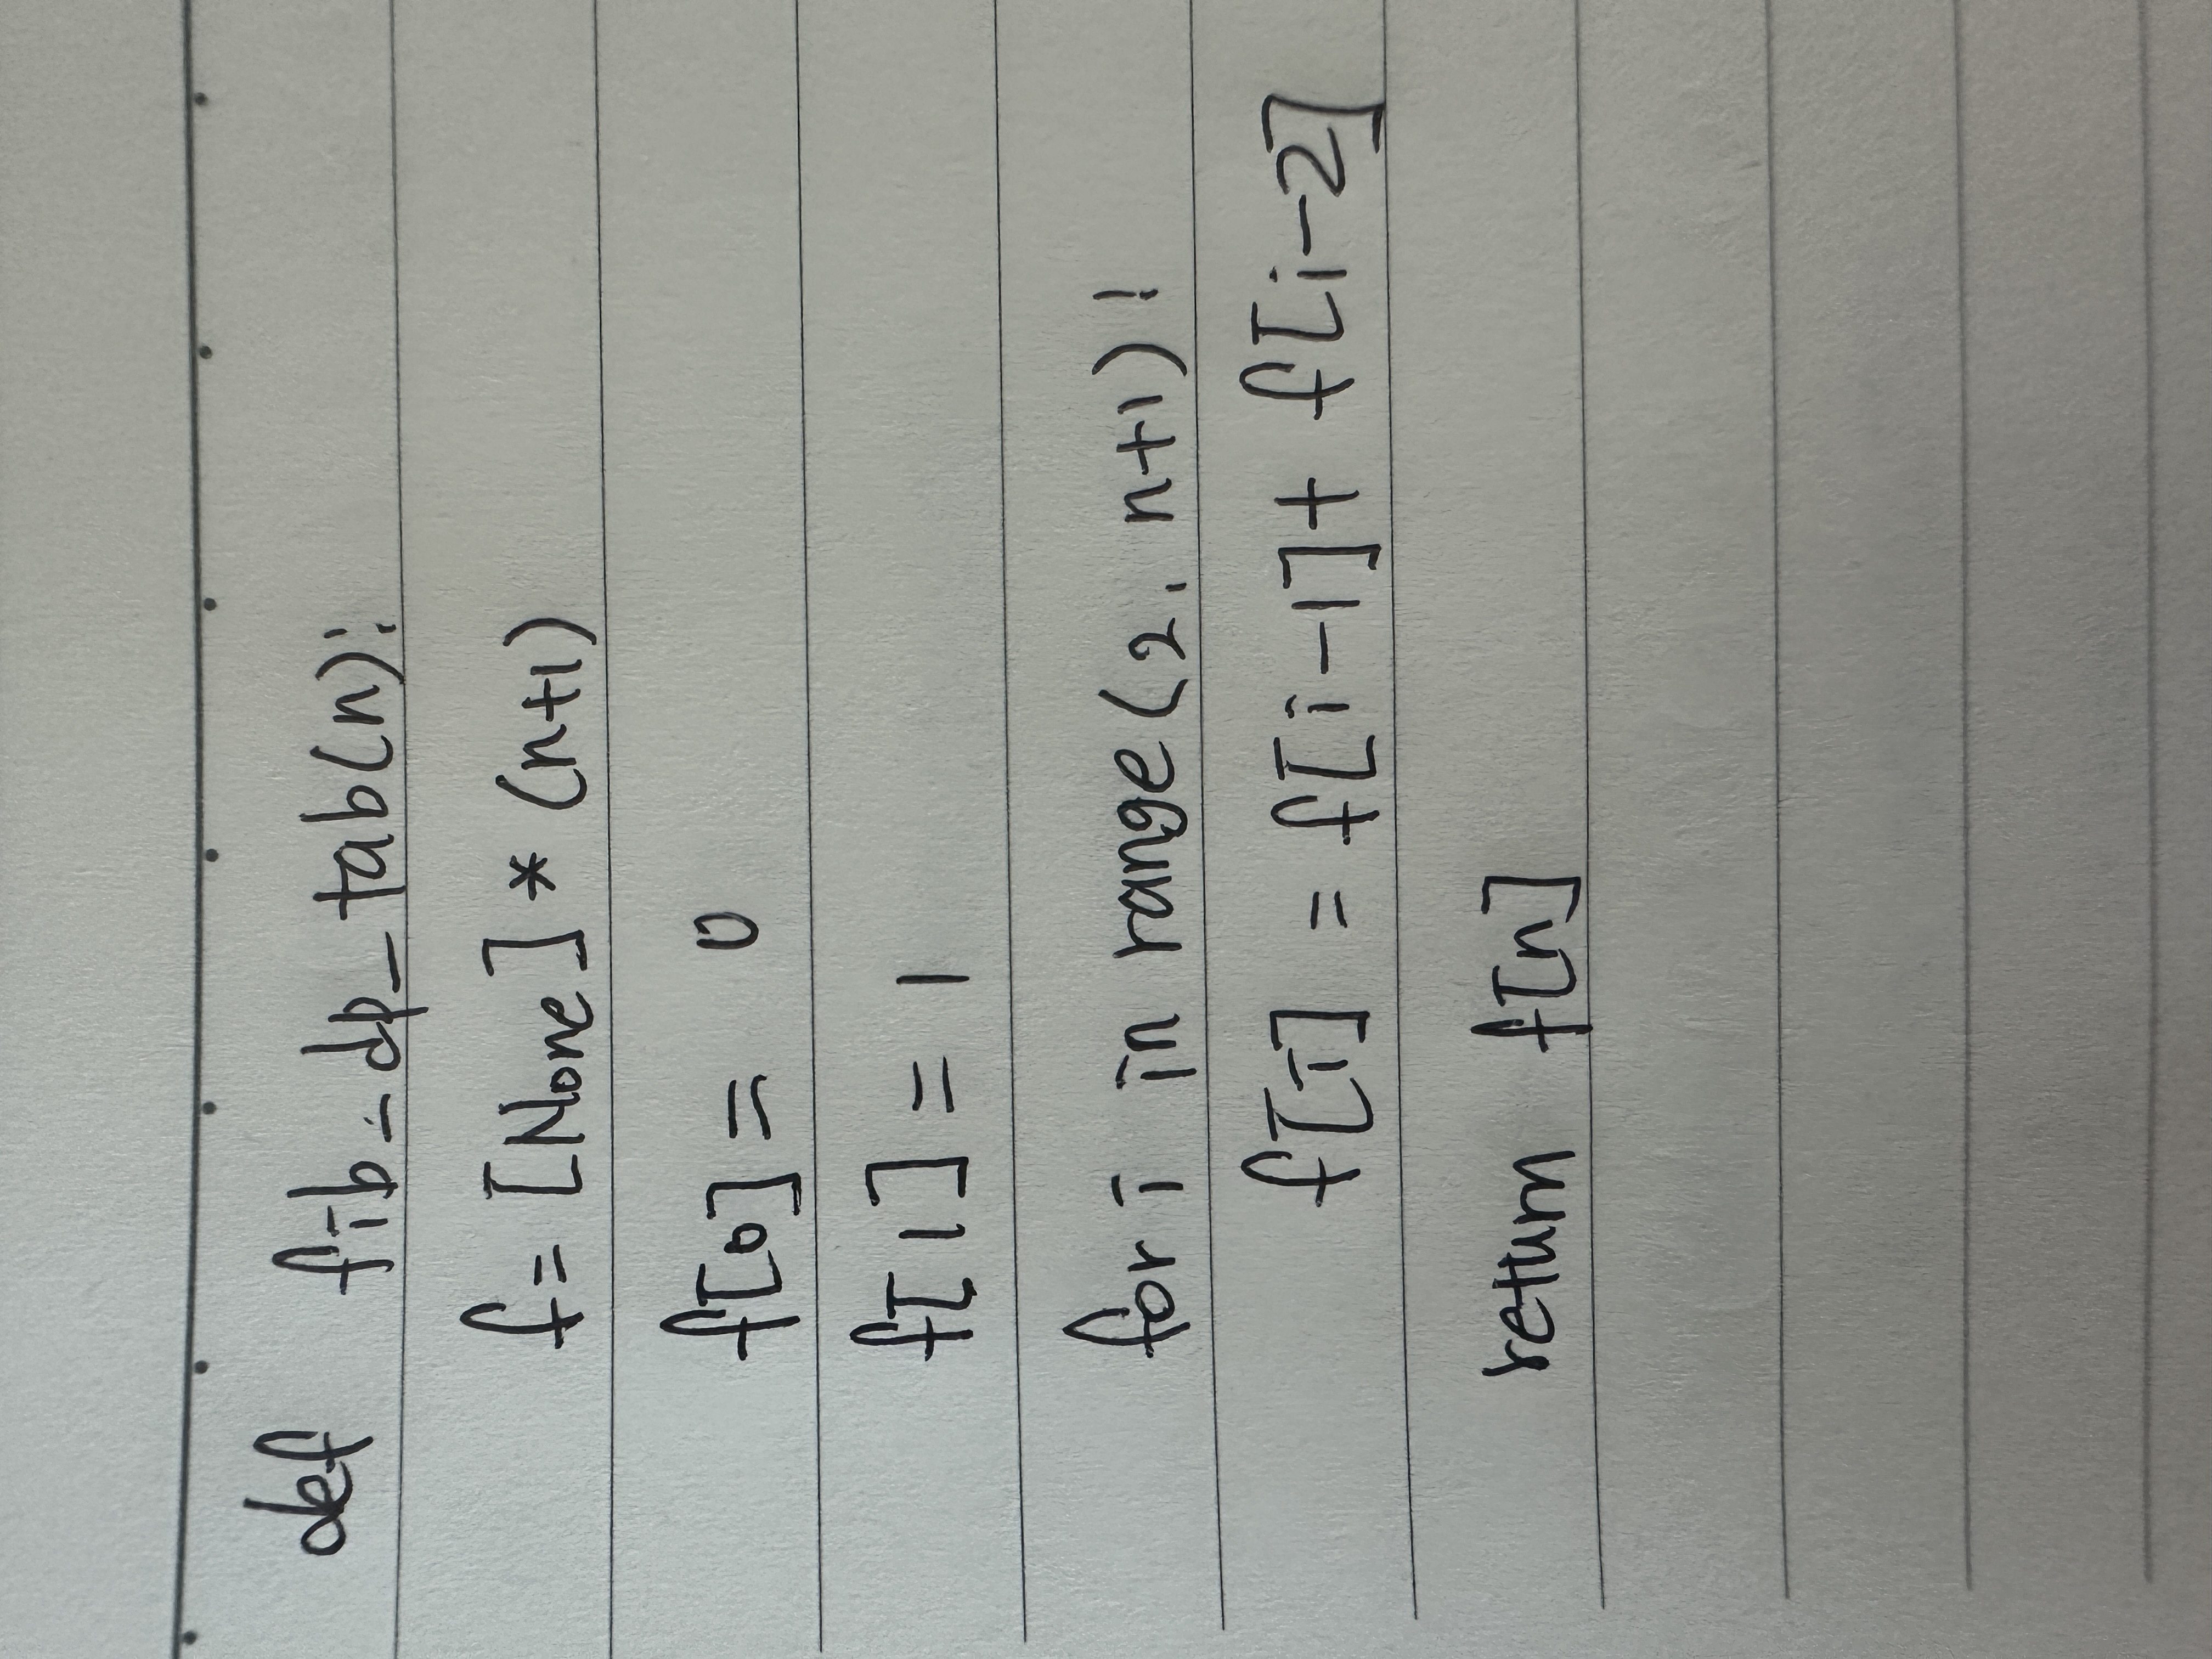 def fib_dp_tab(n):
f = [None] * (n+1)
f[0] = 0
f[1] = 1
for i in range(2, n+1):
f[i] = f[i-1] + f[i-2]
return f[n]